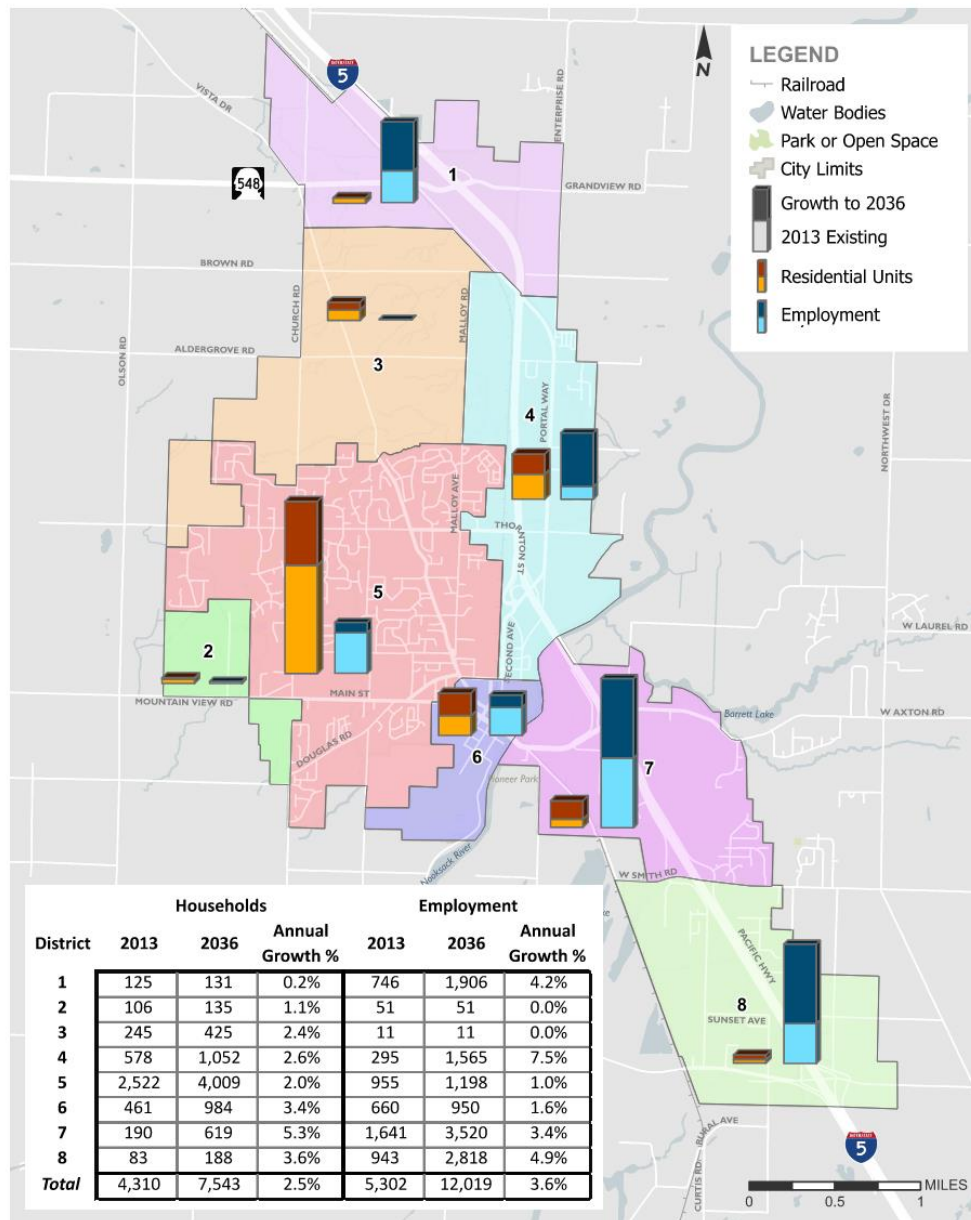 INTERSTATE
5
N
LEGEND
Railroad
Water Bodies
Park or Open Space
City Limits
Growth to 2036
2013 Existing
Residential Units
Employment
VISTA DR
ENTERPRISE RD
548
1
GRANDVIEW RD
BROWN RD
CHURCH RD
MALLOY RD
OLSON RD
ALDERGROVE RD
3
4
PORTAL WAY
NORTHWEST DR
MALLOY AVE
THORNTON ST
5
2
SECOND AVE
W LAUREL RD
MAIN ST
MOUNTAIN VIEW RD
DOUGLAS RD
Barrett Lake
W AXTON RD
6
7
Pioneer Park
Nooksack River
W SMITH RD
PACIFIC HWY
8
SUNSET AVE
RURAL AVE
CURTIS RD
5
MILES
0 0.5 1
Households Employment
District 2013 2036 Annual Growth % 2013 2036 Annual Growth %
1 125 131 0.2% 746 1,906 4.2%
2 106 135 1.1% 51 51 0.0%
3 245 425 2.4% 11 11 0.0%
4 578 1,052 2.6% 295 1,565 7.5%
5 2,522 4,009 2.0% 955 1,198 1.0%
6 461 984 3.4% 660 950 1.6%
7 190 619 5.3% 1,641 3,520 3.4%
8 83 188 3.6% 943 2,818 4.9%
Total 4,310 7,543 2.5% 5,302 12,019 3.6%